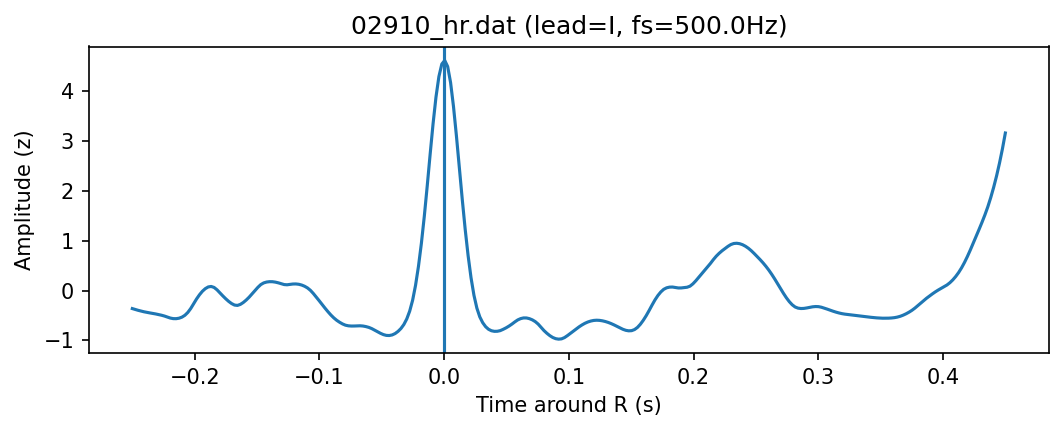 02910_hr.dat (lead=I, fs=500.0Hz)
Amplitude (z)
4
3
2
1
0
−1
−0.2 −0.1 0.0 0.1 0.2 0.3 0.4
Time around R (s)